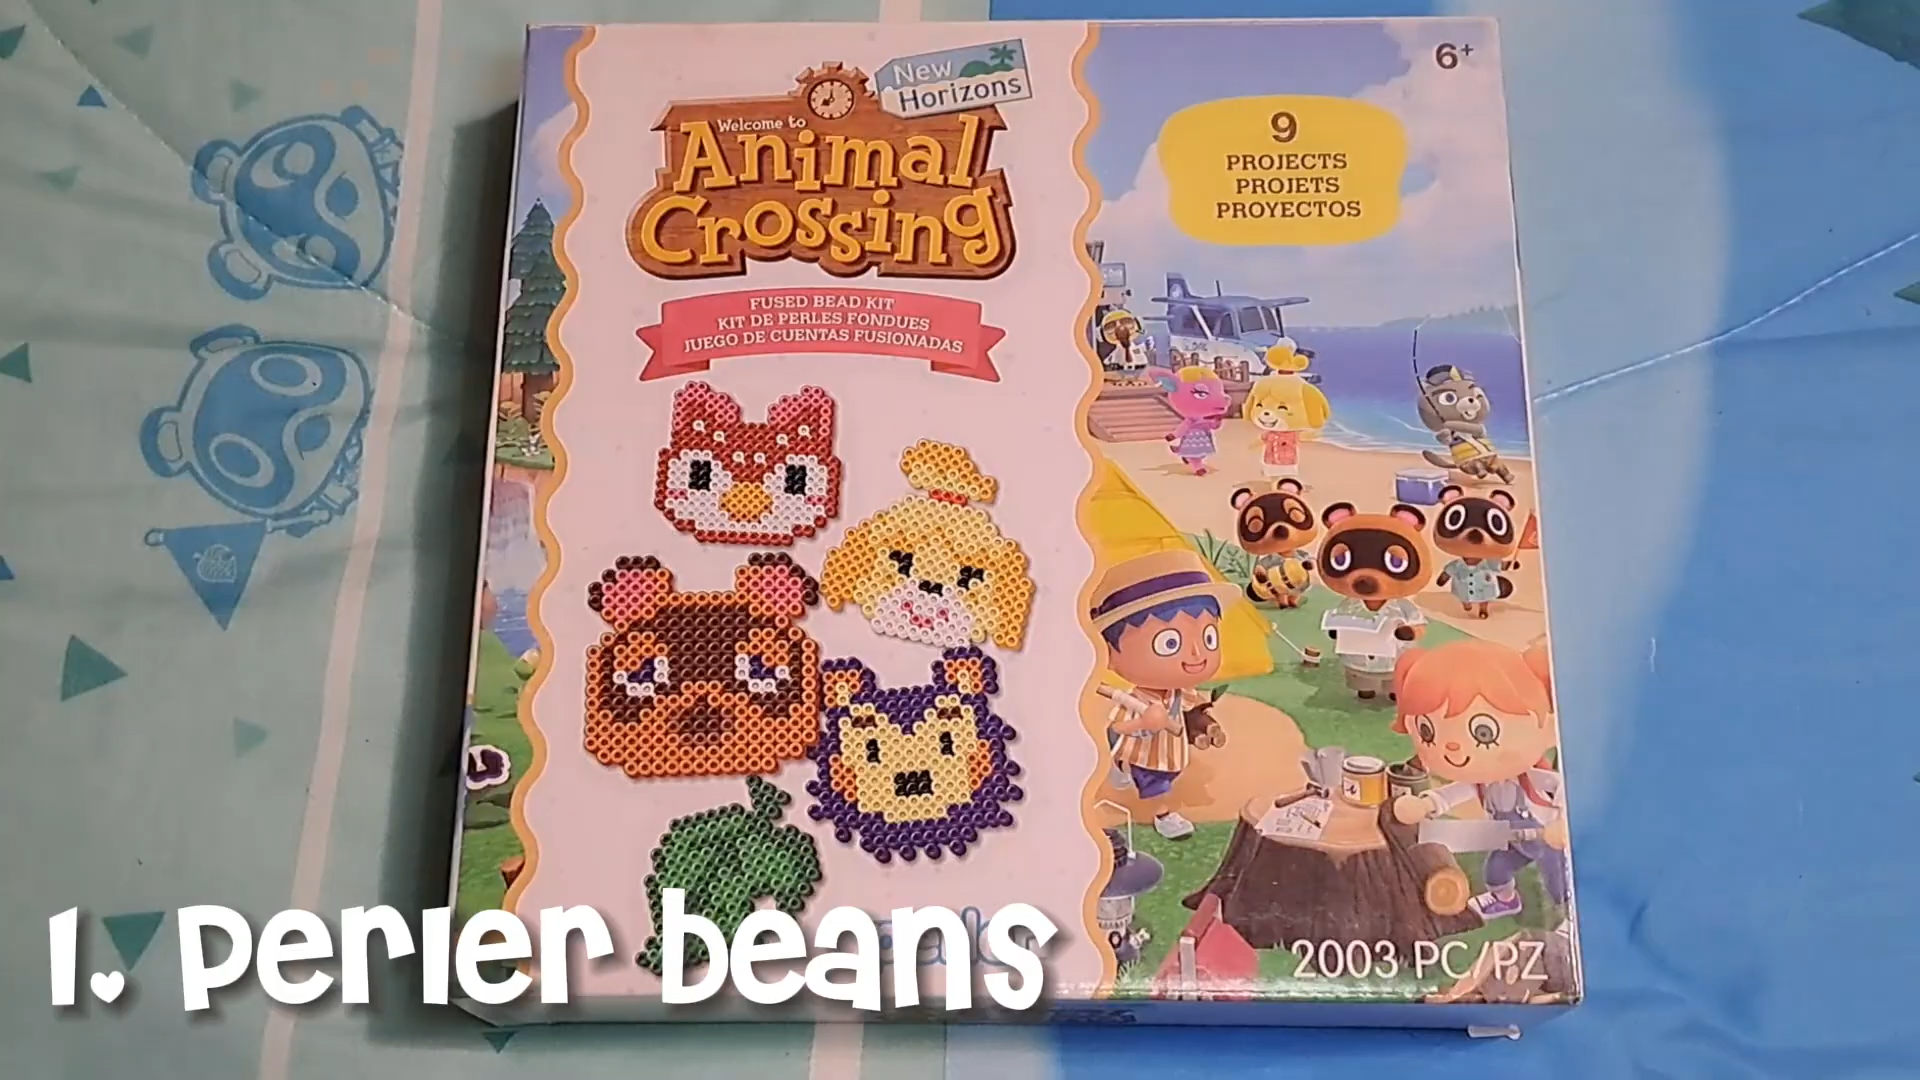 New
Horizons
Welcome to
Animal
Crossing
FUSED BEAD KIT
KIT DE PERLES FONDUES
JUEGO DE CUENTAS FUSIONADAS
6+
9
PROJECTS
PROJETS
PROYECTOS
1. Perler beans
2003 PC/PZ